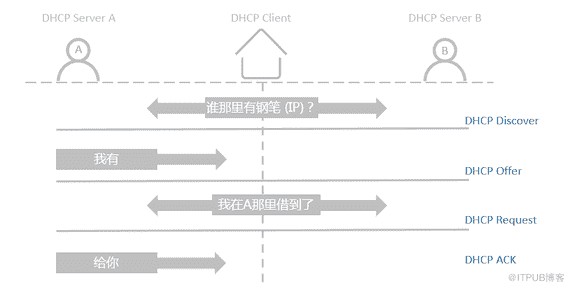 DHCP Server A
DHCP Client
DHCP Server B
A
B
谁那里有钢笔 (IP)？
DHCP Discover
我有
DHCP Offer
我在A那里借到了
DHCP Request
给你
DHCP ACK
@ITPUB博客